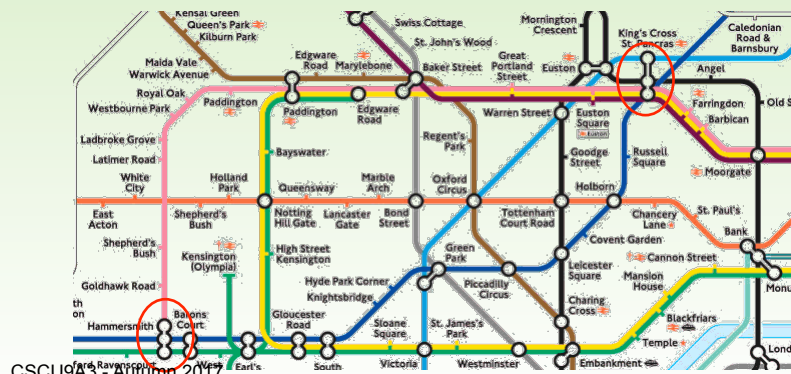 Kensal Green
Queen's Park
Kilburn Park
Maida Vale
Warwick Avenue
Royal Oak
Westbourne Park
Ladbroke Grove
Latimer Road
White
City
East
Acton
Shepherd's
Bush
Holland
Park
Shepherd's
Bush
Kensington
(Olympia)
Goldhawk Road
Hammersmith
Barons
Court
Ravenscourt
West
Earl's
Gloucester
Road
South
Paddington
Edgware
Road
Marylebone
Paddington
Edgware
Road
Bayswater
Queensway
Notting
Hill Gate
Lancaster
Gate
Marble
Arch
Bond
Street
High Street
Kensington
Hyde Park Corner
Knightsbridge
Sloane
Square
Victoria
St. James's
Park
Westminster
Swiss Cottage
St. John's Wood
Baker Street
Great
Portland
Street
Regent's
Park
Oxford
Circus
Green
Park
Piccadilly
Circus
Mornington
Crescent
Euston
Warren Street
Euston
Square
Euston
Goodge
Street
Tottenham
Court Road
Leicester
Square
Charing
Cross
Embankment
King's Cross
St. Pancras
Russell
Square
Holborn
Covent Garden
Chancery
Lane
St. Paul's
Cannon Street
Mansion
House
Blackfriars
Temple
Caledonian
Road &
Barnsbury
Angel
Farringdon
Barbican
Old S
Moorgate
Bank
Monu
Lond
CSCU9A3 - Autumn 2017